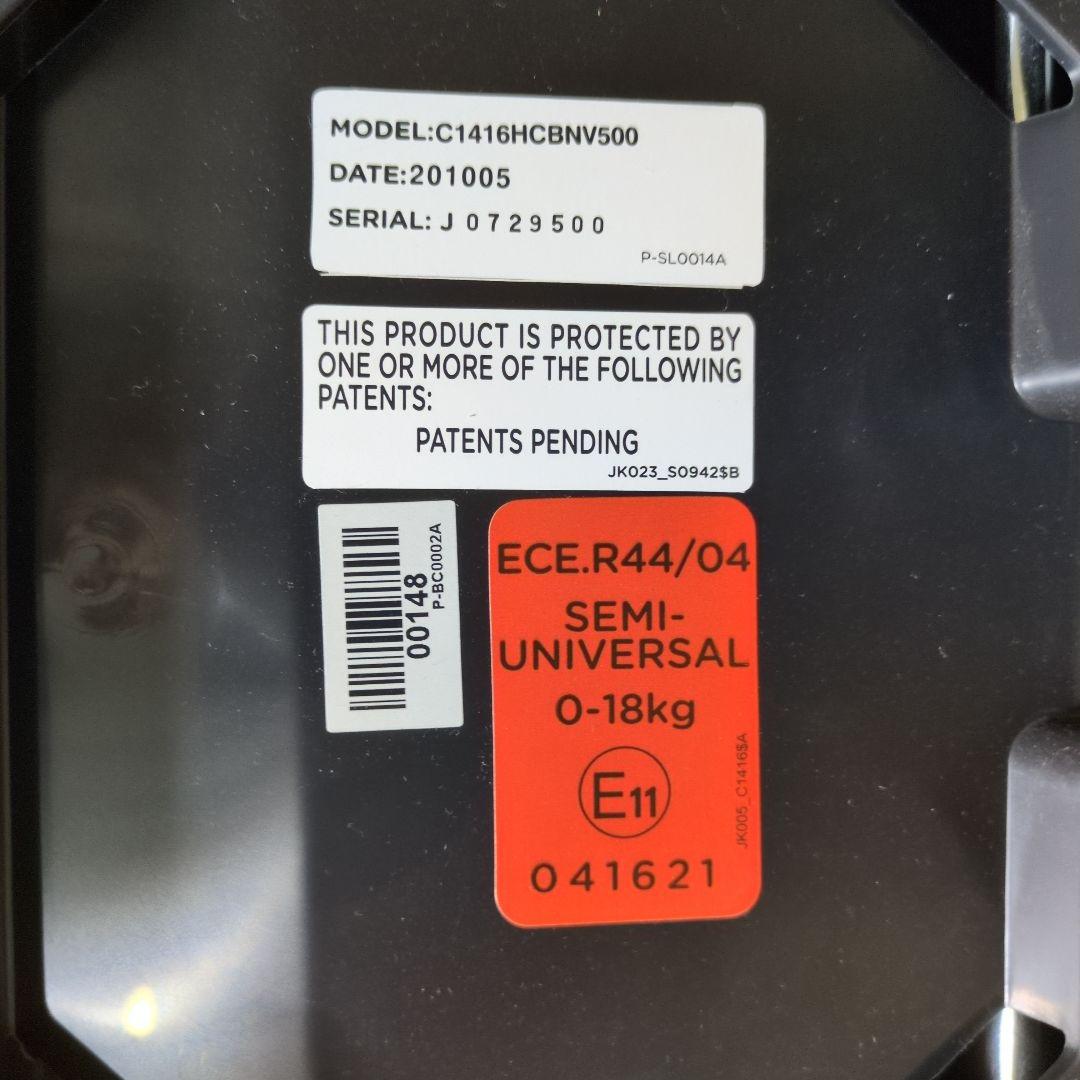 MODEL:C1416HCBNV500
DATE:201005
SERIAL: J 0729500
P-SL0014A
THIS PRODUCT IS PROTECTED BY
ONE OR MORE OF THE FOLLOWING
PATENTS:
PATENTS PENDING
JK023_S0942$B
00148
P-BC0002A
ECE.R44/04
SEMI-
UNIVERSAL
0-18kg
E11
041621
JK005_C1416$A